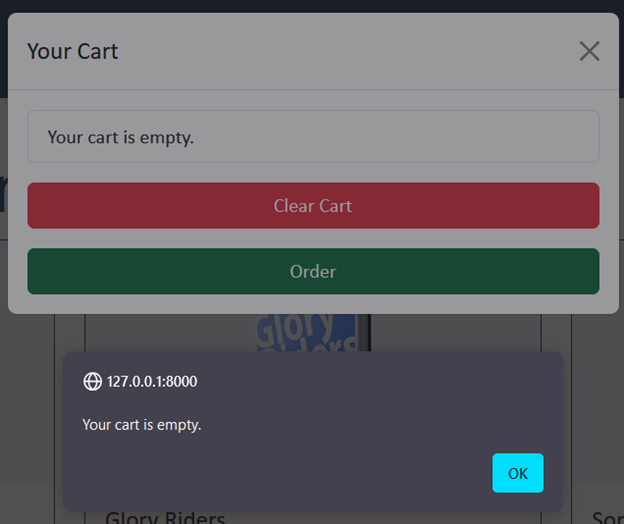 Your Cart
Your cart is empty.
Clear Cart
Order
Glory
Riders
127.0.0.1:8000
Your cart is empty.
OK
Glory Riders